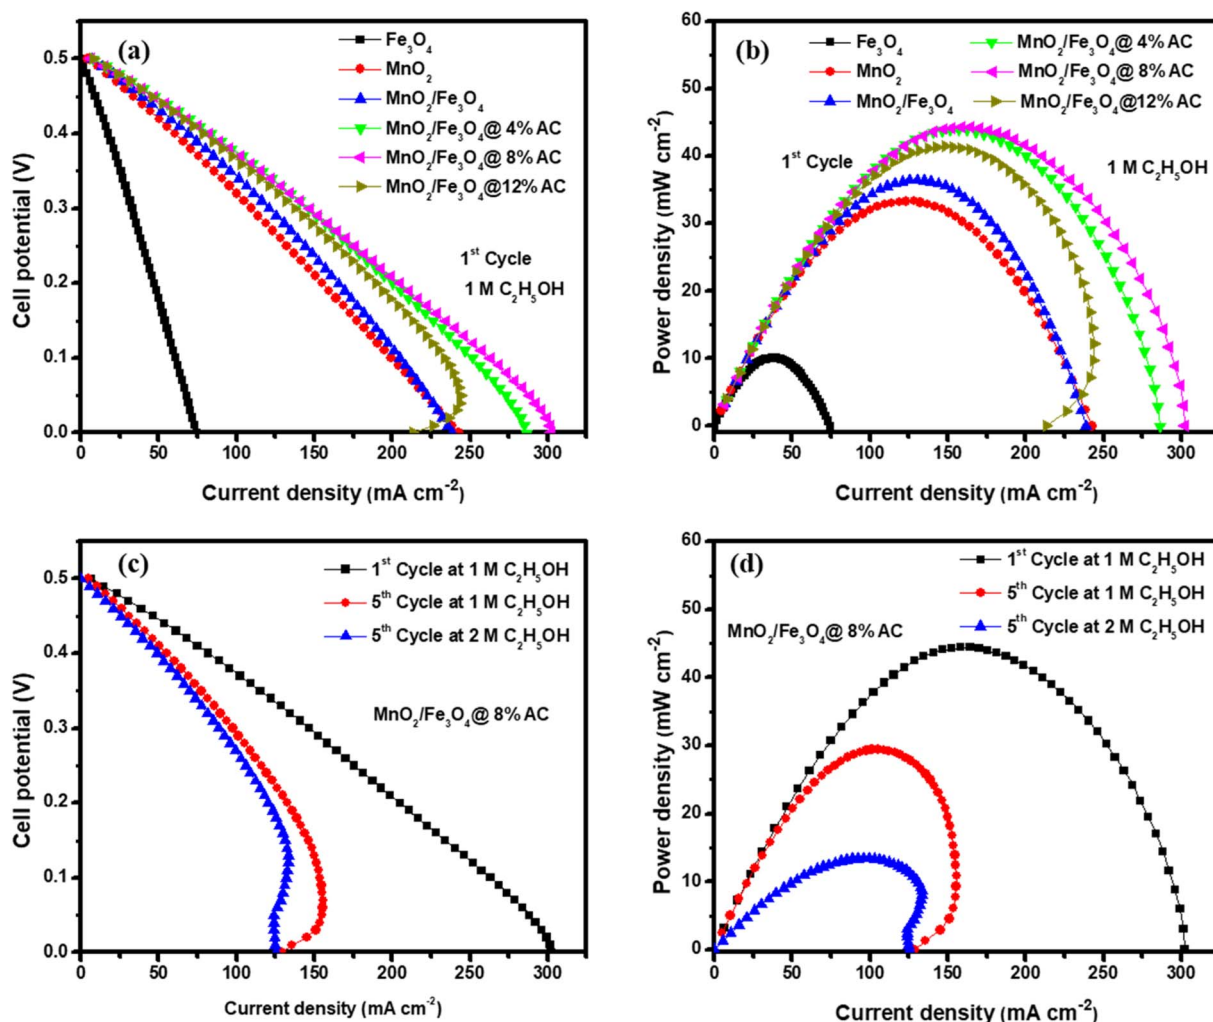 (a)
Fe₃O₄
MnO₂
MnO₂/Fe₃O₄
MnO₂/Fe₃O₄@ 4% AC
MnO₂/Fe₃O₄@ 8% AC
MnO₂/Fe₃O₄@12% AC
1ˢᵗ Cycle
1 M C₂H₅OH
Cell potential (V)
0.5
0.4
0.3
0.2
0.1
0.0
0 50 100 150 200 250 300
Current density (mA cm⁻²)
(b)
Fe₃O₄
MnO₂
MnO₂/Fe₃O₄
MnO₂/Fe₃O₄@ 4% AC
MnO₂/Fe₃O₄@ 8% AC
MnO₂/Fe₃O₄@12% AC
1ˢᵗ Cycle
1 M C₂H₅OH
Power density (mW cm⁻²)
60
50
40
30
20
10
0
0 50 100 150 200 250 300
Current density (mA cm⁻²)
(c)
1ˢᵗ Cycle at 1 M C₂H₅OH
5ᵗʰ Cycle at 1 M C₂H₅OH
5ᵗʰ Cycle at 2 M C₂H₅OH
MnO₂/Fe₃O₄@ 8% AC
Cell potential (V)
0.5
0.4
0.3
0.2
0.1
0.0
0 50 100 150 200 250 300
Current density (mA cm⁻²)
(d)
1ˢᵗ Cycle at 1 M C₂H₅OH
5ᵗʰ Cycle at 1 M C₂H₅OH
5ᵗʰ Cycle at 2 M C₂H₅OH
MnO₂/Fe₃O₄@ 8% AC
Power density (mW cm⁻²)
60
50
40
30
20
10
0
0 50 100 150 200 250 300
Current density (mA cm⁻²)